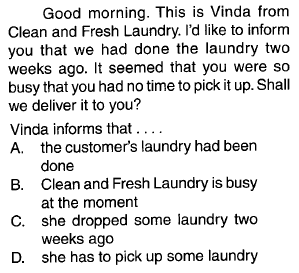 Good morning. This is Vinda from
Clean and Fresh Laundry. I'd like to inform
you that we had done the laundry two
weeks ago. It seemed that you were so
busy that you had no time to pick it up. Shall
we deliver it to you?
Vinda informs that . . . .
A. the customer's laundry had been
done
B. Clean and Fresh Laundry is busy
at the moment
C. she dropped some laundry two
weeks ago
D. she has to pick up some laundry